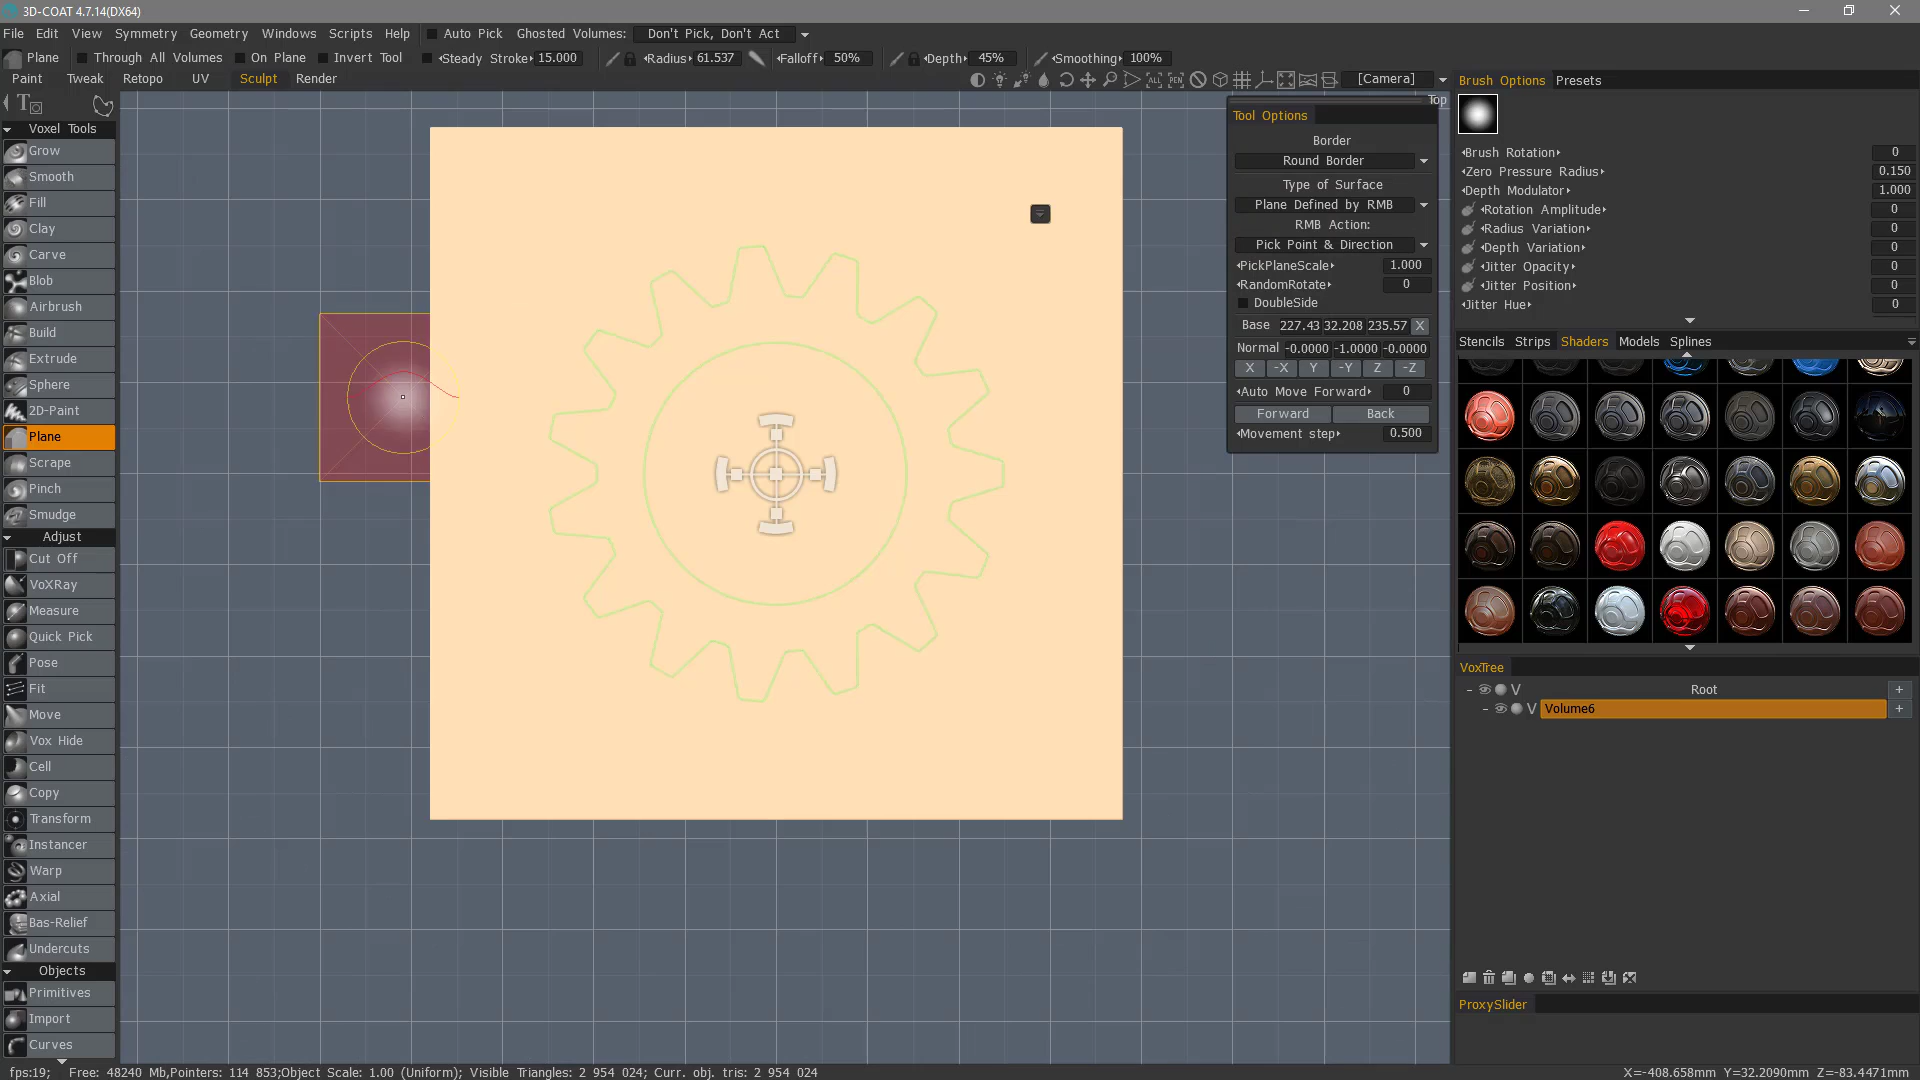 3D-COAT 4.7.14(DX64)
File Edit View Symmetry Geometry Windows Scripts Help Auto Pick Ghosted Volumes: Don't Pick, Don't Act
Plane Through All Volumes On Plane Invert Tool Steady Stroke 15.000 Radius 61.537 Falloff 50% Depth 45% Smoothing 100%
Paint Tweak Retopo UV Sculpt Render [Camera]
Brush Options Presets
Top
Voxel Tools
Grow
Smooth
Fill
Clay
Carve
Blob
Airbrush
Build
Extrude
Sphere
2D-Paint
Plane
Scrape
Pinch
Smudge
Adjust
Cut Off
VoXRay
Measure
Quick Pick
Pose
Fit
Move
Vox Hide
Cell
Copy
Transform
Instancer
Warp
Axial
Bas-Relief
Undercuts
Objects
Primitives
Import
Curves
Tool Options
Border
Round Border
Type of Surface
Plane Defined by RMB
RMB Action:
Pick Point & Direction
PickPlaneScale 1.000
RandomRotate 0
DoubleSide
Base 227.43 32.208 235.57 X
Normal -0.0000 -1.0000 -0.0000
X -X Y -Y Z -Z
Auto Move Forward 0
Forward Back
Movement step 0.500
Brush Rotation 0
Zero Pressure Radius 0.150
Depth Modulator 1.000
Rotation Amplitude 0
Radius Variation 0
Depth Variation 0
Jitter Opacity 0
Jitter Position 0
Jitter Hue 0
Stencils Strips Shaders Models Splines
VoxTree
V Root +
V Volume6 +
ProxySlider
fps:19; Free: 48240 Mb,Pointers: 114 853;Object Scale: 1.00 (Uniform); Visible Triangles: 2 954 024; Curr. obj. tris: 2 954 024
X=-408.658mm Y=32.2090mm Z=-83.4471mm